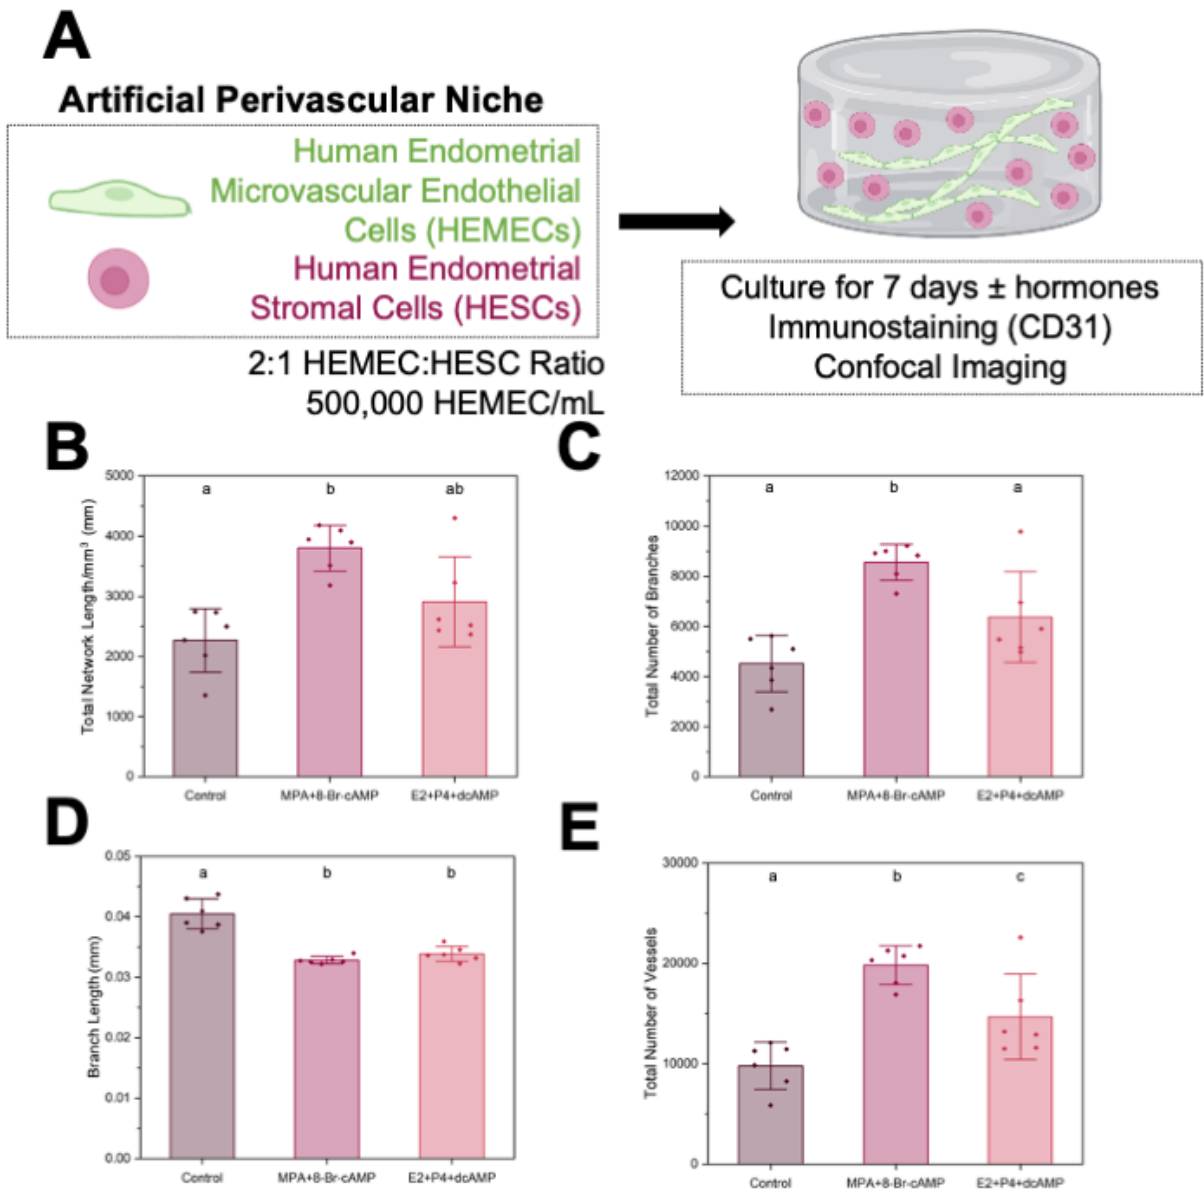 A
Artificial Perivascular Niche
Human Endometrial
Microvascular Endothelial
Cells (HEMECs)
Human Endometrial
Stromal Cells (HESCs)
2:1 HEMEC:HESC Ratio
500,000 HEMEC/mL
Culture for 7 days ± hormones
Immunostaining (CD31)
Confocal Imaging
B
Total Network Length/mm³ (mm)
5000
4000
3000
2000
1000
0
a
b
ab
Control
MPA+8-Br-cAMP
E2+P4+dcAMP
C
Total Number of Branches
12000
10000
8000
6000
4000
2000
0
a
b
a
Control
MPA+8-Br-cAMP
E2+P4+dcAMP
D
Branch Length (mm)
0.05
0.04
0.03
0.02
0.01
0.00
a
b
b
Control
MPA+8-Br-cAMP
E2+P4+dcAMP
E
Total Number of Vessels
30000
20000
10000
0
a
b
c
Control
MPA+8-Br-cAMP
E2+P4+dcAMP